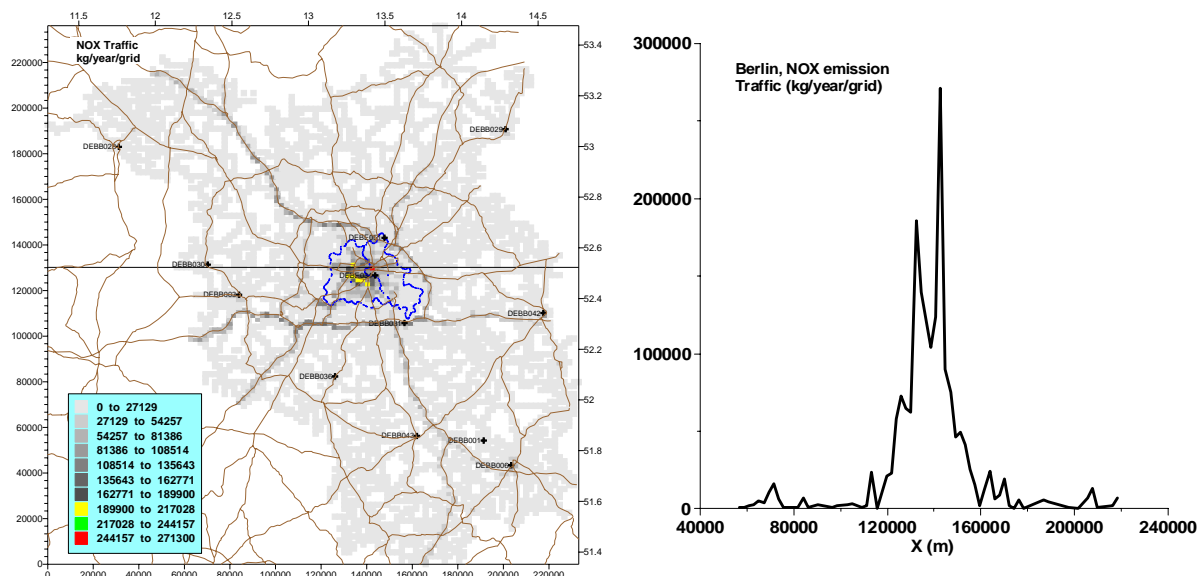 11.5 12 12.5 13 13.5 14 14.5
NOX Traffic
kg/year/grid
220000
200000
180000
160000
140000
120000
100000
80000
60000
40000
20000
0
53.4
53.2
53
52.8
52.6
52.4
52.2
52
51.8
51.6
51.4
DEBB029
DEBB030
DEBB042
DEBB036
DEBB043
DEBB001
0 to 27129
27129 to 54257
54257 to 81386
81386 to 108514
108514 to 135643
135643 to 162771
162771 to 189900
189900 to 217028
217028 to 244157
244157 to 271300
0 20000 40000 60000 80000 100000 120000 140000 160000 180000 200000 220000
300000
200000
100000
0
Berlin, NOX emission
Traffic (kg/year/grid)
40000 80000 120000 160000 200000 240000
X (m)